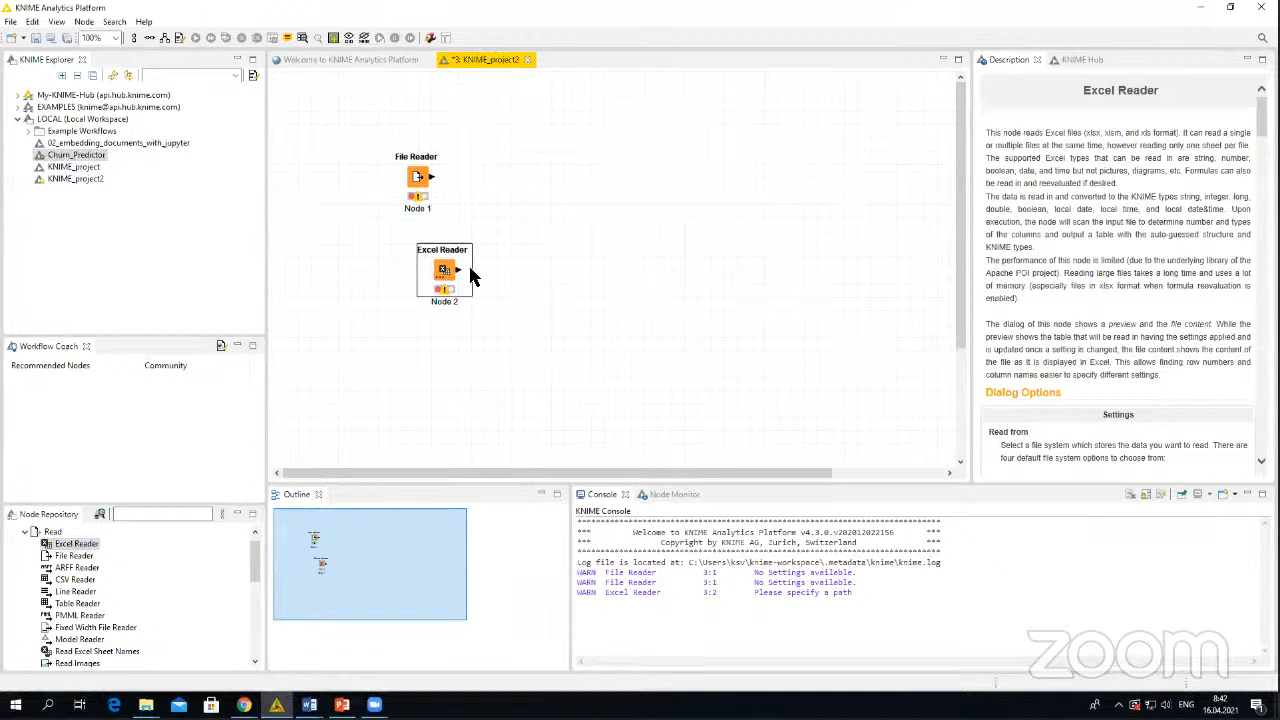 KNIME Analytics Platform
File Edit View Node Search Help
100%
KNIME Explorer
My-KNIME-Hub (api.hub.knime.com)
EXAMPLES (knime@api.hub.knime.com)
LOCAL (Local Workspace)
Example Workflows
02_embedding_documents_with_jupyter
Churn_Predictor
KNIME_project
KNIME_project2
Workflow Coach
Recommended Nodes Community
Node Repository
Read
Excel Reader
File Reader
ARFF Reader
CSV Reader
Line Reader
Table Reader
PMML Reader
Fixed Width File Reader
Model Reader
Read Excel Sheet Names
Read Images
Welcome to KNIME Analytics Platform
*3: KNIME_project2
File Reader
Node 1
Excel Reader
Node 2
Outline
Console
Node Monitor
KNIME Console
********************************************************************************
*** Welcome to KNIME Analytics Platform v4.3.0.v202012022156 ***
*** Copyright by KNIME AG, Zurich, Switzerland ***
********************************************************************************
Log file is located at: C:\Users\ksv\knime-workspace\.metadata\knime\knime.log
WARN File Reader 3:1 No Settings available.
WARN File Reader 3:1 No Settings available.
WARN Excel Reader 3:2 Please specify a path
Description
KNIME Hub
Excel Reader
This node reads Excel files (xlsx, xlsm, and xls format). It can read a single
or multiple files at the same time, however reading only one sheet per file.
The supported Excel types that can be read in are string, number,
boolean, date, and time but not pictures, diagrams, etc. Formulas can also
be read in and reevaluated if desired.
The data is read in and converted to the KNIME types string, integer, long,
double, boolean, local date, local time, and local date&time. Upon
execution, the node will scan the input file to determine number and types
of the columns and output a table with the auto-guessed structure and
KNIME types.
The performance of this node is limited (due to the underlying library of the
Apache POI project). Reading large files takes a long time and uses a lot
of memory (especially files in xlsx format when formula reevaluation is
enabled).
The dialog of this node shows a preview and the file content. While the
preview shows the table that will be read in having the settings applied and
is updated once a setting is changed, the file content shows the content of
the file as it is displayed in Excel. This allows finding row numbers and
column names easier to specify different settings.
Dialog Options
Settings
Read from
Select a file system which stores the data you want to read. There are
four default file system options to choose from:
zoom
ENG
8:42
16.04.2021